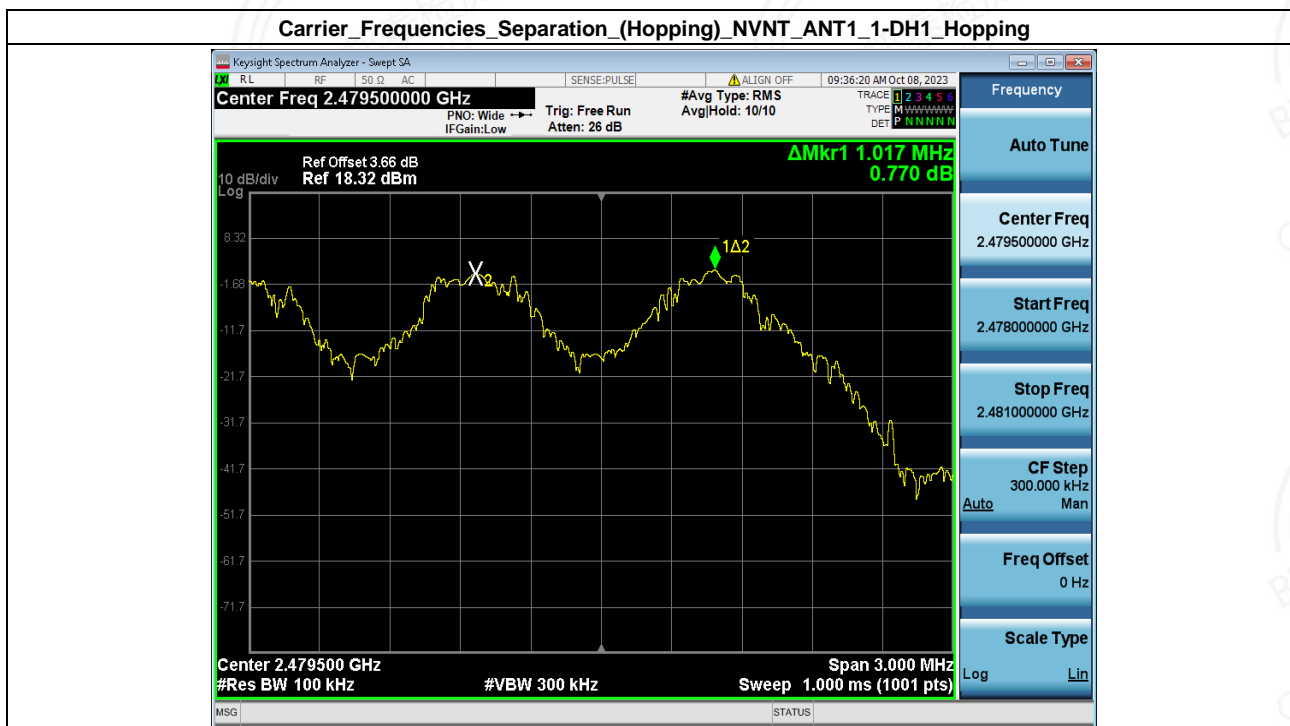 Carrier_Frequencies_Separation_(Hopping)_NVNT_ANT1_1-DH1_Hopping
Keysight Spectrum Analyzer - Swept SA
LXI RL RF 50 Ω AC SENSE:PULSE ALIGN OFF 09:36:20 AM Oct 08, 2023
Center Freq 2.479500000 GHz
PNO: Wide
IFGain:Low
Trig: Free Run
Atten: 26 dB
#Avg Type: RMS
Avg|Hold: 10/10
TRACE 1 2 3 4 5 6
TYPE M WWWWW
DET P N N N N N
ΔMkr1 1.017 MHz
0.770 dB
Ref Offset 3.66 dB
10 dB/div Ref 18.32 dBm
Log
8.32
-1.68
-11.7
-21.7
-31.7
-41.7
-51.7
-61.7
-71.7
1Δ2
2
Center 2.479500 GHz Span 3.000 MHz
#Res BW 100 kHz #VBW 300 kHz Sweep 1.000 ms (1001 pts)
MSG STATUS
Frequency
Auto Tune
Center Freq
2.479500000 GHz
Start Freq
2.478000000 GHz
Stop Freq
2.481000000 GHz
CF Step
300.000 kHz
Auto Man
Freq Offset
0 Hz
Scale Type
Log Lin